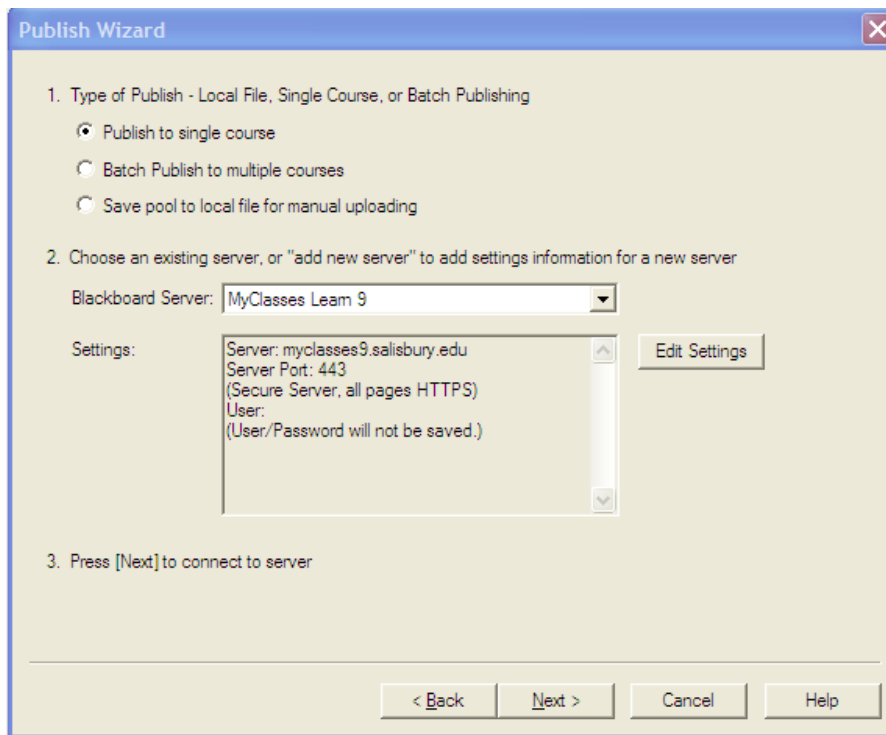 Publish Wizard
1. Type of Publish - Local File, Single Course, or Batch Publishing
Publish to single course
Batch Publish to multiple courses
Save pool to local file for manual uploading
2. Choose an existing server, or "add new server" to add settings information for a new server
Blackboard Server: MyClasses Learn 9
Settings:
Server: myclasses9.salisbury.edu
Server Port: 443
(Secure Server, all pages HTTPS)
User:
(User/Password will not be saved.)
Edit Settings
3. Press [Next] to connect to server
< Back Next > Cancel Help